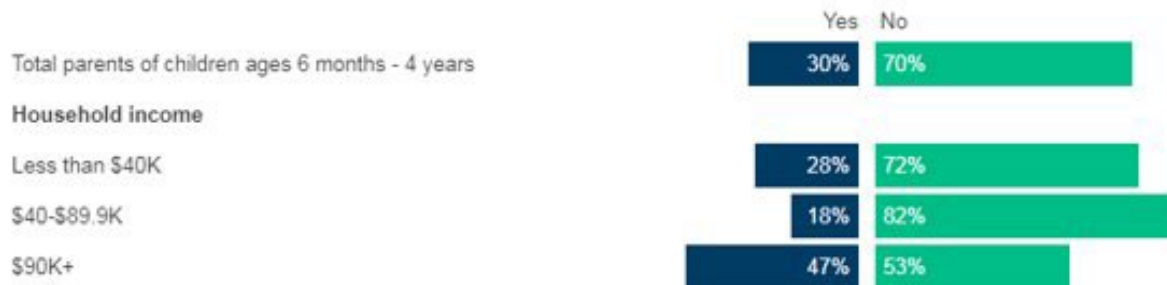 Yes No
Total parents of children ages 6 months - 4 years 30% 70%
Household income
Less than $40K 28% 72%
$40-$89.9K 18% 82%
$90K+ 47% 53%